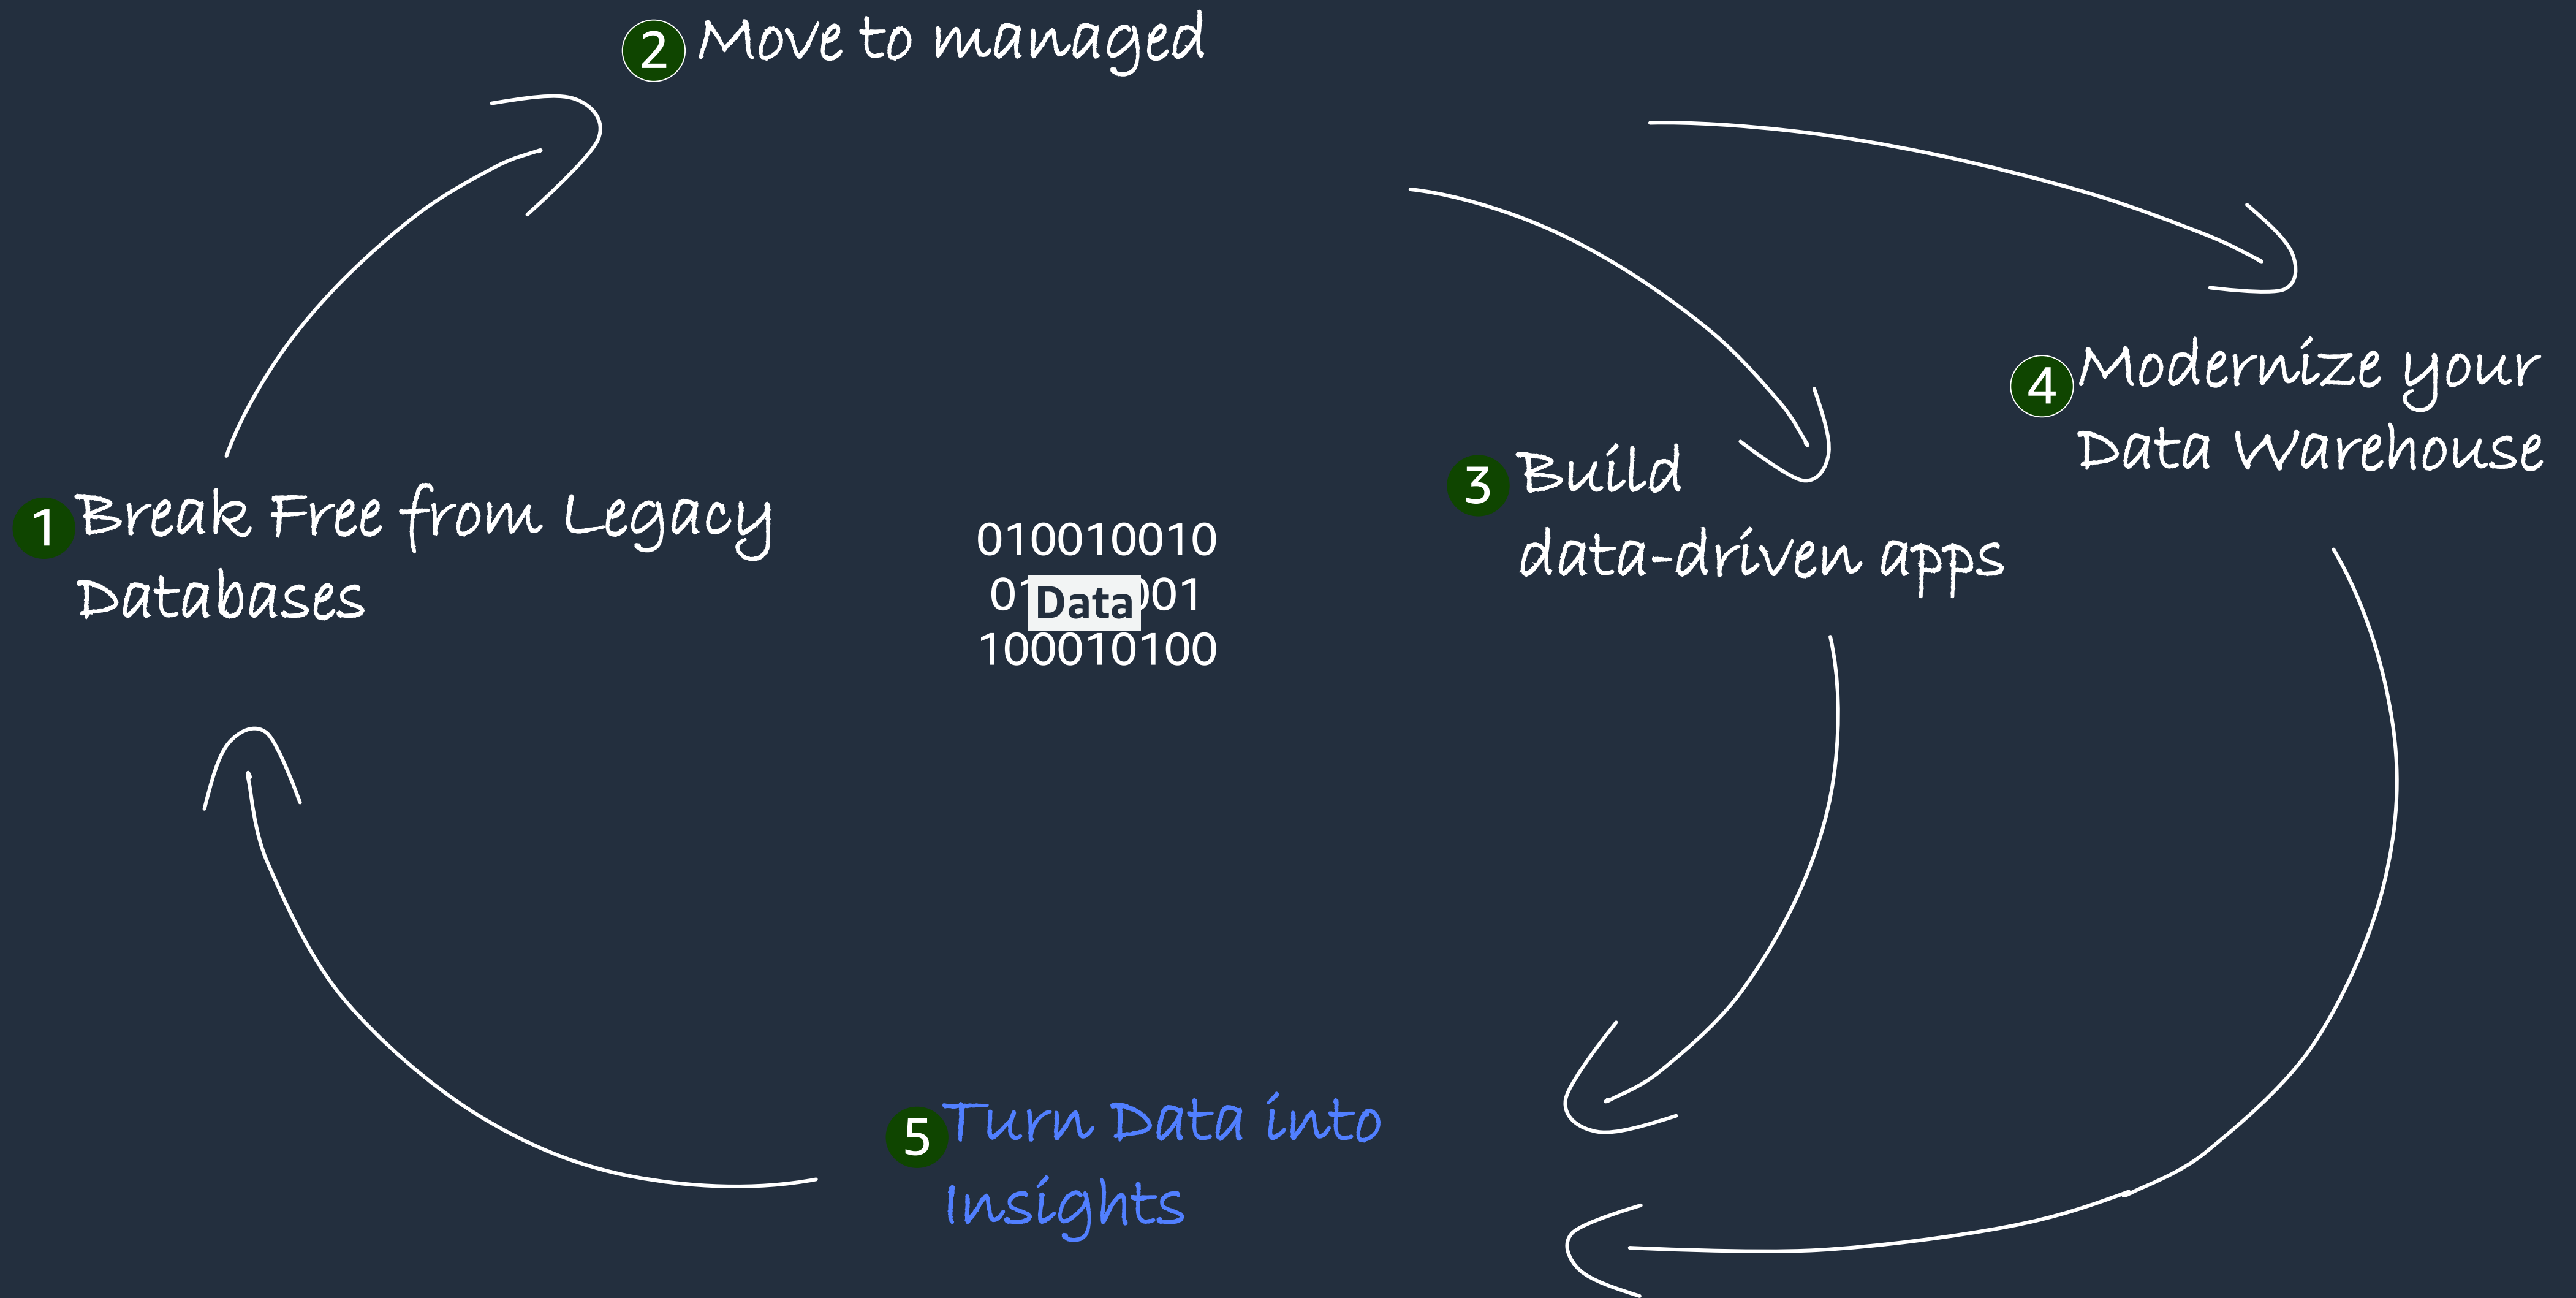 2 Move to managed
1 Break Free from Legacy
Databases
010010010
01 Data 001
100010100
3 Build
data-driven apps
4 Modernize your
Data Warehouse
5 Turn Data into
Insights